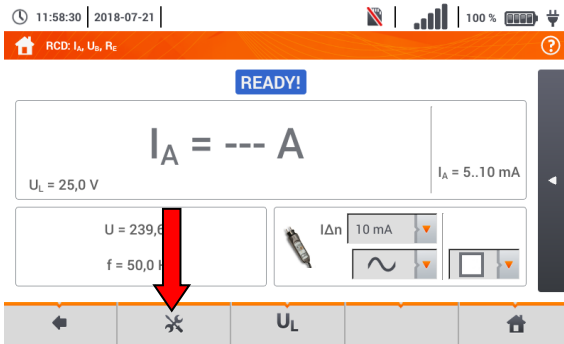 11:58:30 2018-07-21 100 %
RCD: IA, UB, RE ?
READY!
IA = --- A
UL = 25,0 V
IA = 5..10 mA
U = 239,6
f = 50,0
IΔn 10 mA
UL